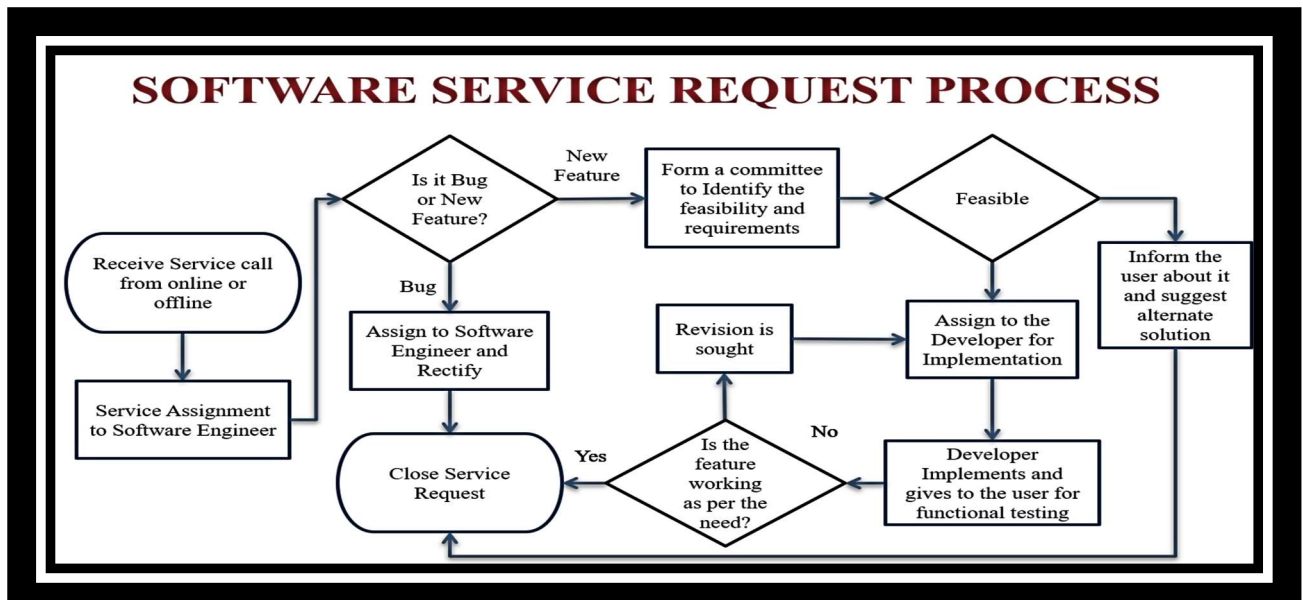 SOFTWARE SERVICE REQUEST PROCESS
Receive Service call
from online or
offline
Service Assignment
to Software Engineer
Is it Bug
or New
Feature?
New
Feature
Bug
Form a committee
to Identify the
feasibility and
requirements
Feasible
Inform the
user about it
and suggest
alternate
solution
Assign to Software
Engineer and
Rectify
Revision is
sought
Assign to the
Developer for
Implementation
Close Service
Request
Yes
Is the
feature
working
as per the
need?
No
Developer
Implements and
gives to the user for
functional testing